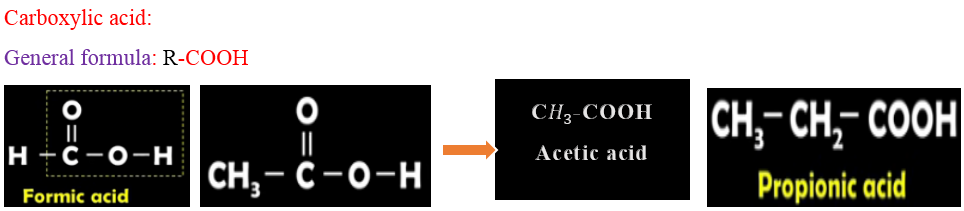 Carboxylic acid:
General formula: R-COOH
O
||
H-C-O-H
Formic acid
O
||
CH₃-C-O-H
CH₃-COOH
Acetic acid
CH₃-CH₂-COOH
Propionic acid